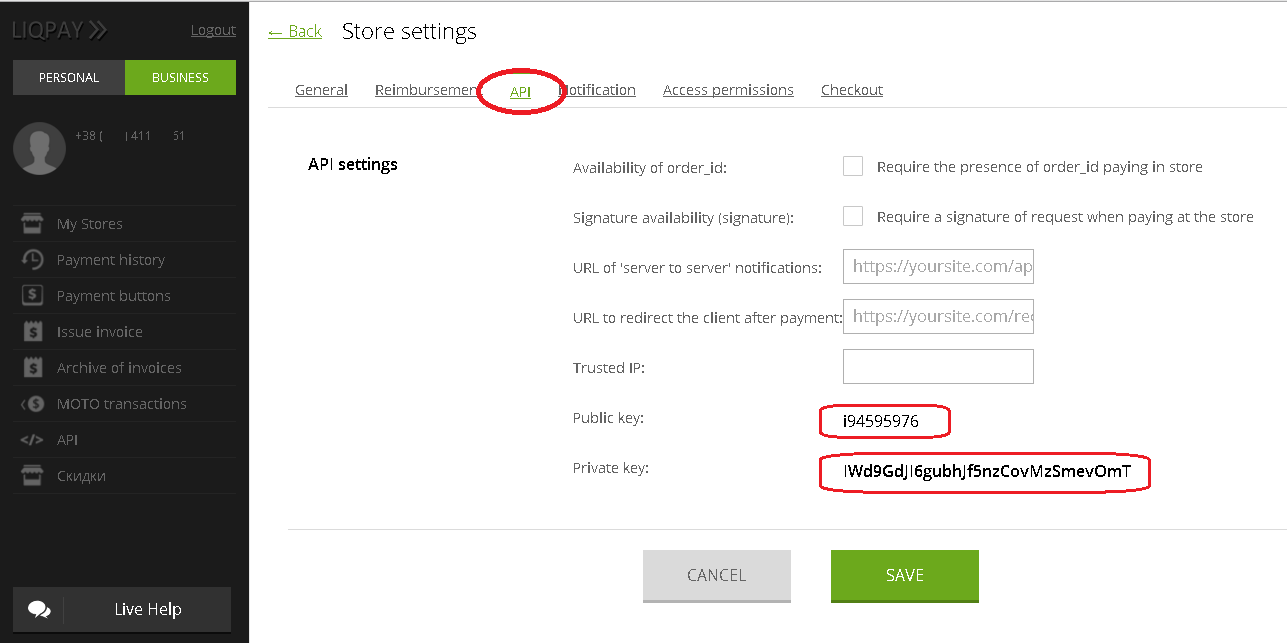 LIQPAY
Logout
← Back
Store settings
PERSONAL
BUSINESS
General
Reimbursement
API
Notification
Access permissions
Checkout
+38 ( 411 51
API settings
Availability of order_id:
Require the presence of order_id paying in store
Signature availability (signature):
Require a signature of request when paying at the store
URL of 'server to server' notifications:
https://yoursite.com/ap
URL to redirect the client after payment:
https://yoursite.com/rec
Trusted IP:
Public key:
i94595976
Private key:
My Stores
Payment history
Payment buttons
Issue invoice
Archive of invoices
MOTO transactions
API
Скидки
CANCEL
SAVE
Live Help